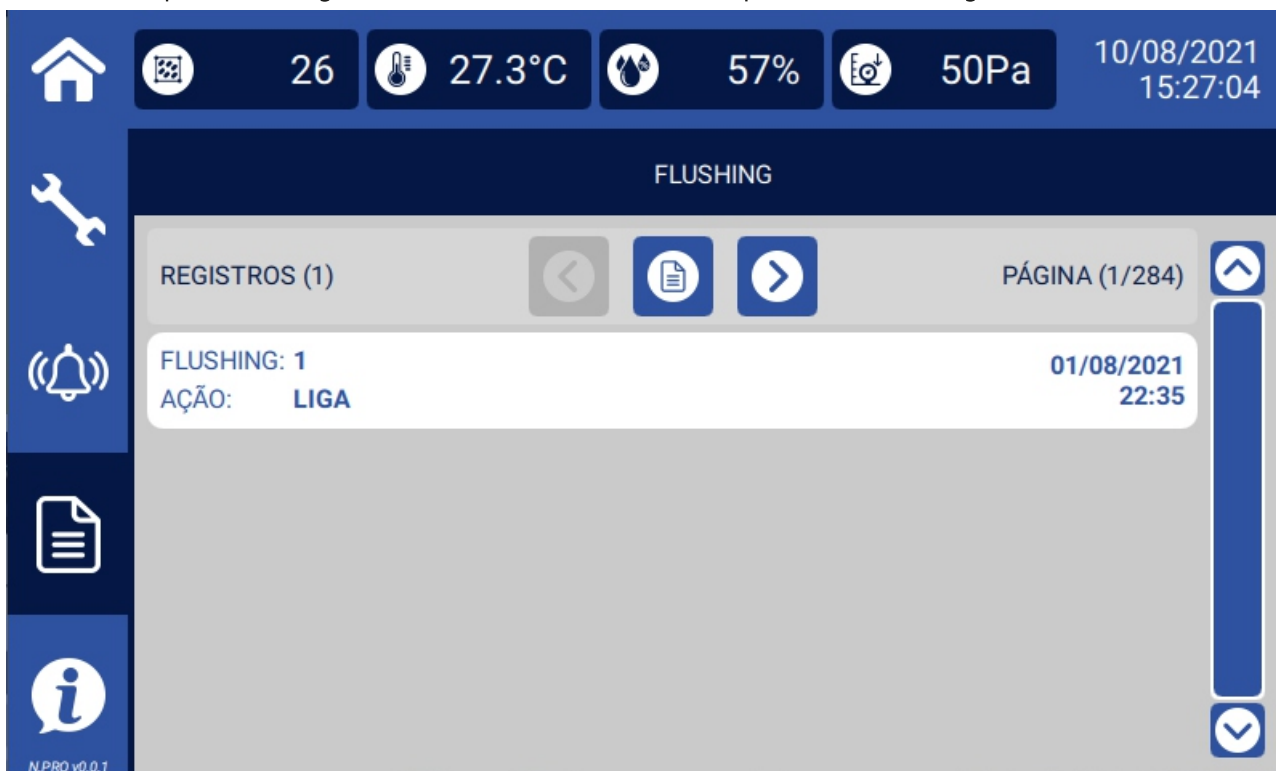 26
27.3°C
57%
50Pa
10/08/2021
15:27:04
FLUSHING
REGISTROS (1)
PÁGINA (1/284)
FLUSHING: 1
01/08/2021
AÇÃO: LIGA
22:35
N.PRO v0.0.1